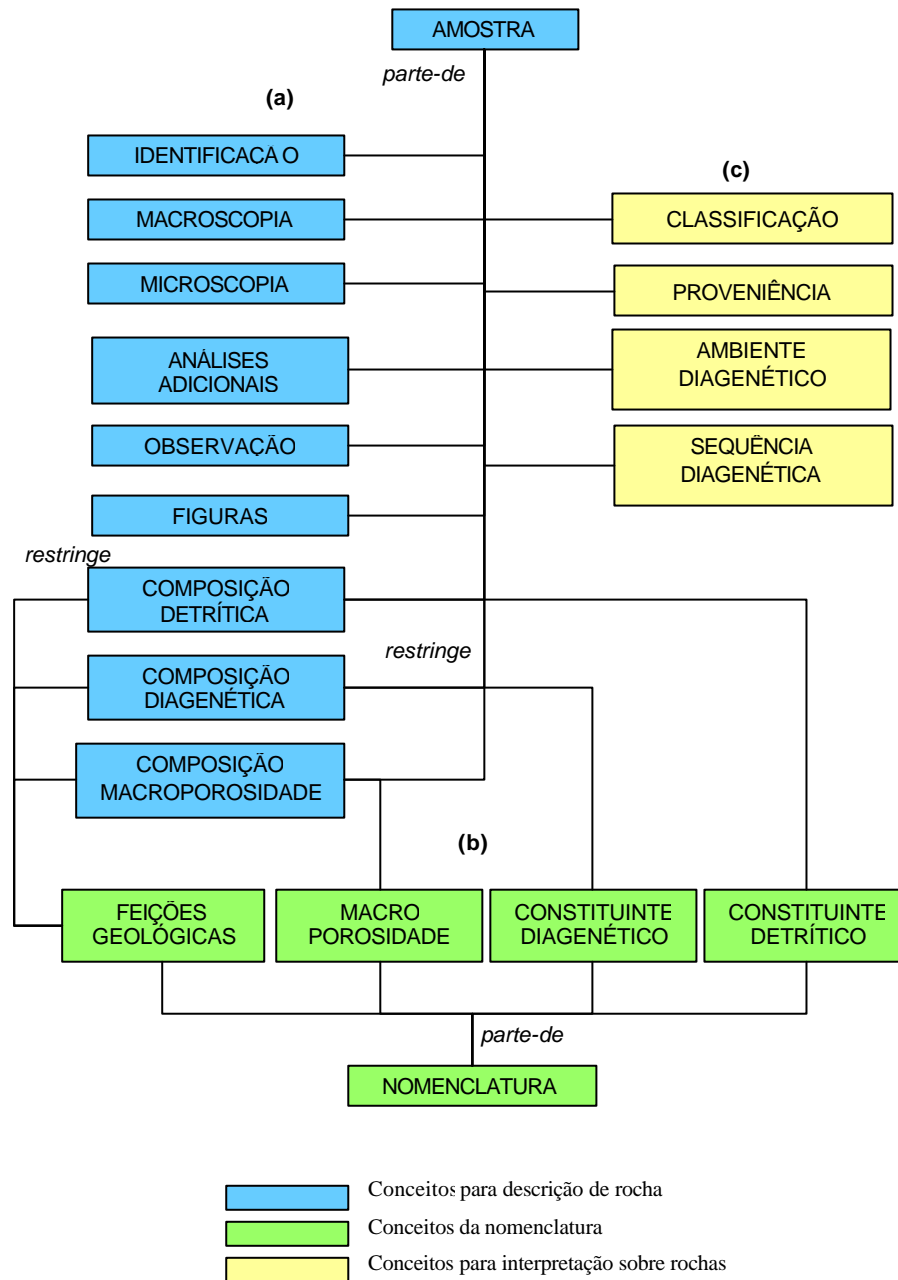 AMOSTRA
parte-de
(a)
IDENTIFICACA O
(c)
MACROSCOPIA
CLASSIFICAÇÃO
MICROSCOPIA
PROVENIÊNCIA
ANÁLISES
ADICIONAIS
AMBIENTE
DIAGENÉTICO
OBSERVAÇÃO
SEQUÊNCIA
DIAGENÉTICA
FIGURAS
restringe
COMPOSIÇÃO
DETRÍTICA
restringe
COMPOSIÇÃO
DIAGENÉTICA
COMPOSIÇÃO
MACROPOROSIDADE
(b)
FEIÇÕES
GEOLÓGICAS
MACRO
POROSIDADE
CONSTITUINTE
DIAGENÉTICO
CONSTITUINTE
DETRÍTICO
parte-de
NOMENCLATURA
Conceitos para descrição de rocha
Conceitos da nomenclatura
Conceitos para interpretação sobre rochas